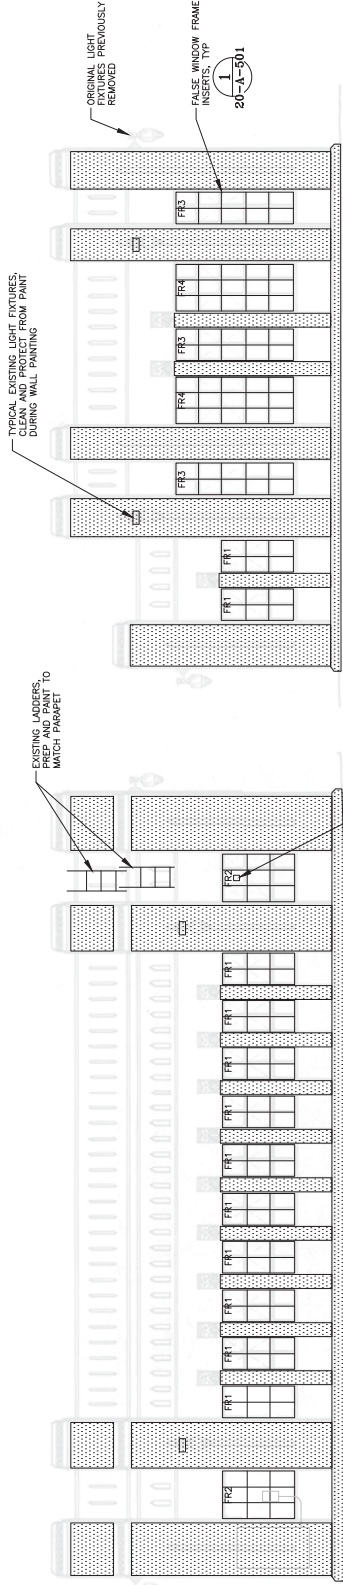 EXISTING LADDERS,
PREP AND PAINT TO
MATCH PARAPET
FR2
FR1
FR1
FR1
FR1
FR1
FR1
FR1
FR1
FR1
FR1
FR2
TYPICAL EXISTING LIGHT FIXTURES,
CLEAN AND PROTECT FROM PAINT
DURING WALL PAINTING
ORIGINAL LIGHT
FIXTURES PREVIOUSLY
REMOVED
FALSE WINDOW FRAME
INSERTS, TYP
1
20-A-501
FR1
FR1
FR3
FR4
FR3
FR4
FR3